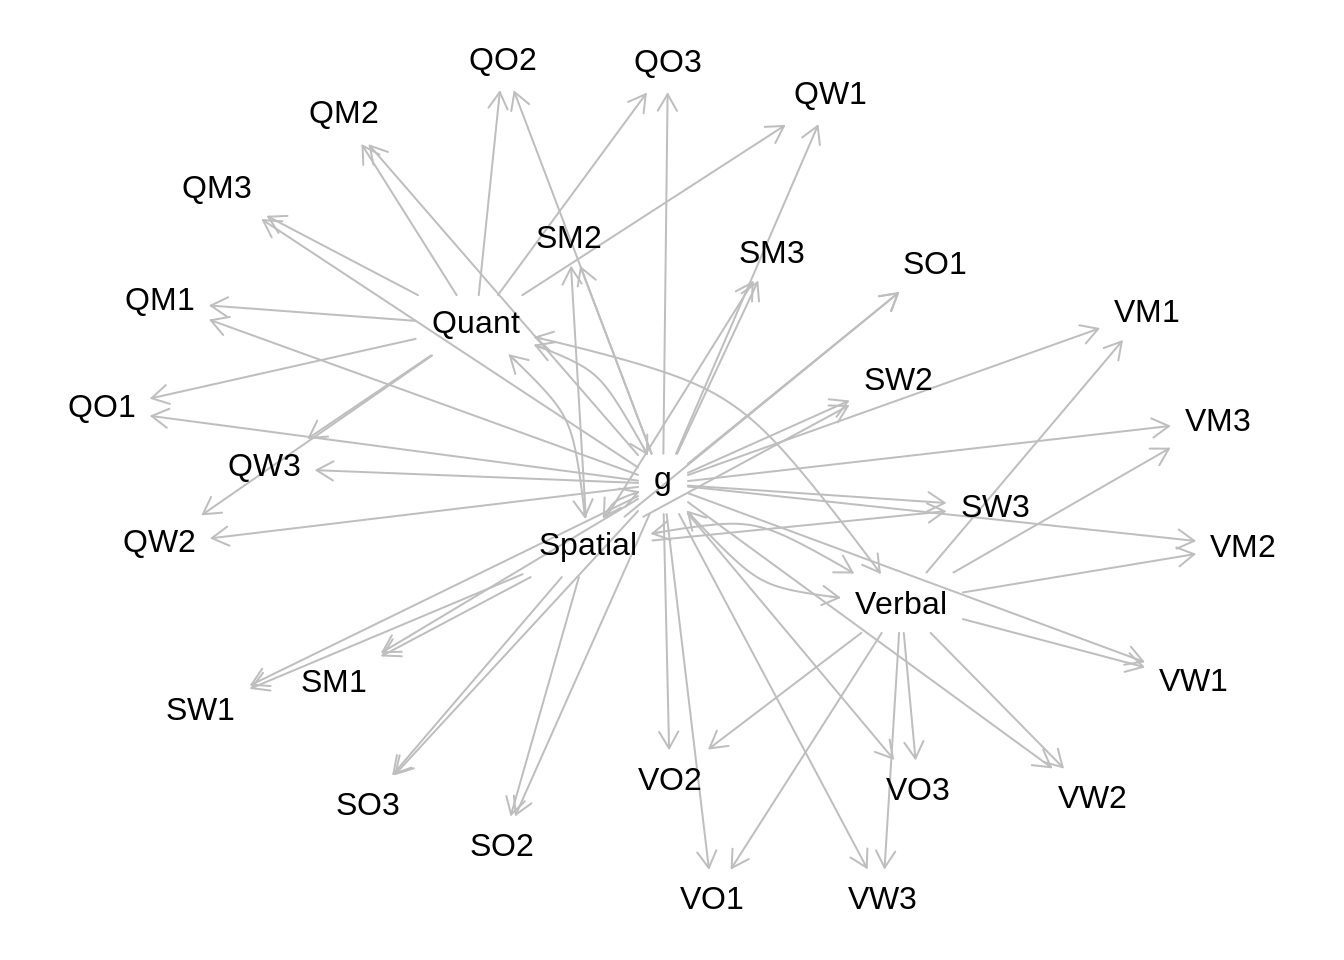 QO2
QO3
QW1
QM2
QM3
SM2
SM3
SO1
QM1
VM1
Quant
SW2
QO1
VM3
QW3
g
SW3
QW2
Spatial
VM2
Verbal
SM1
VW1
SW1
VO2
VO3
VW2
SO3
SO2
VO1
VW3